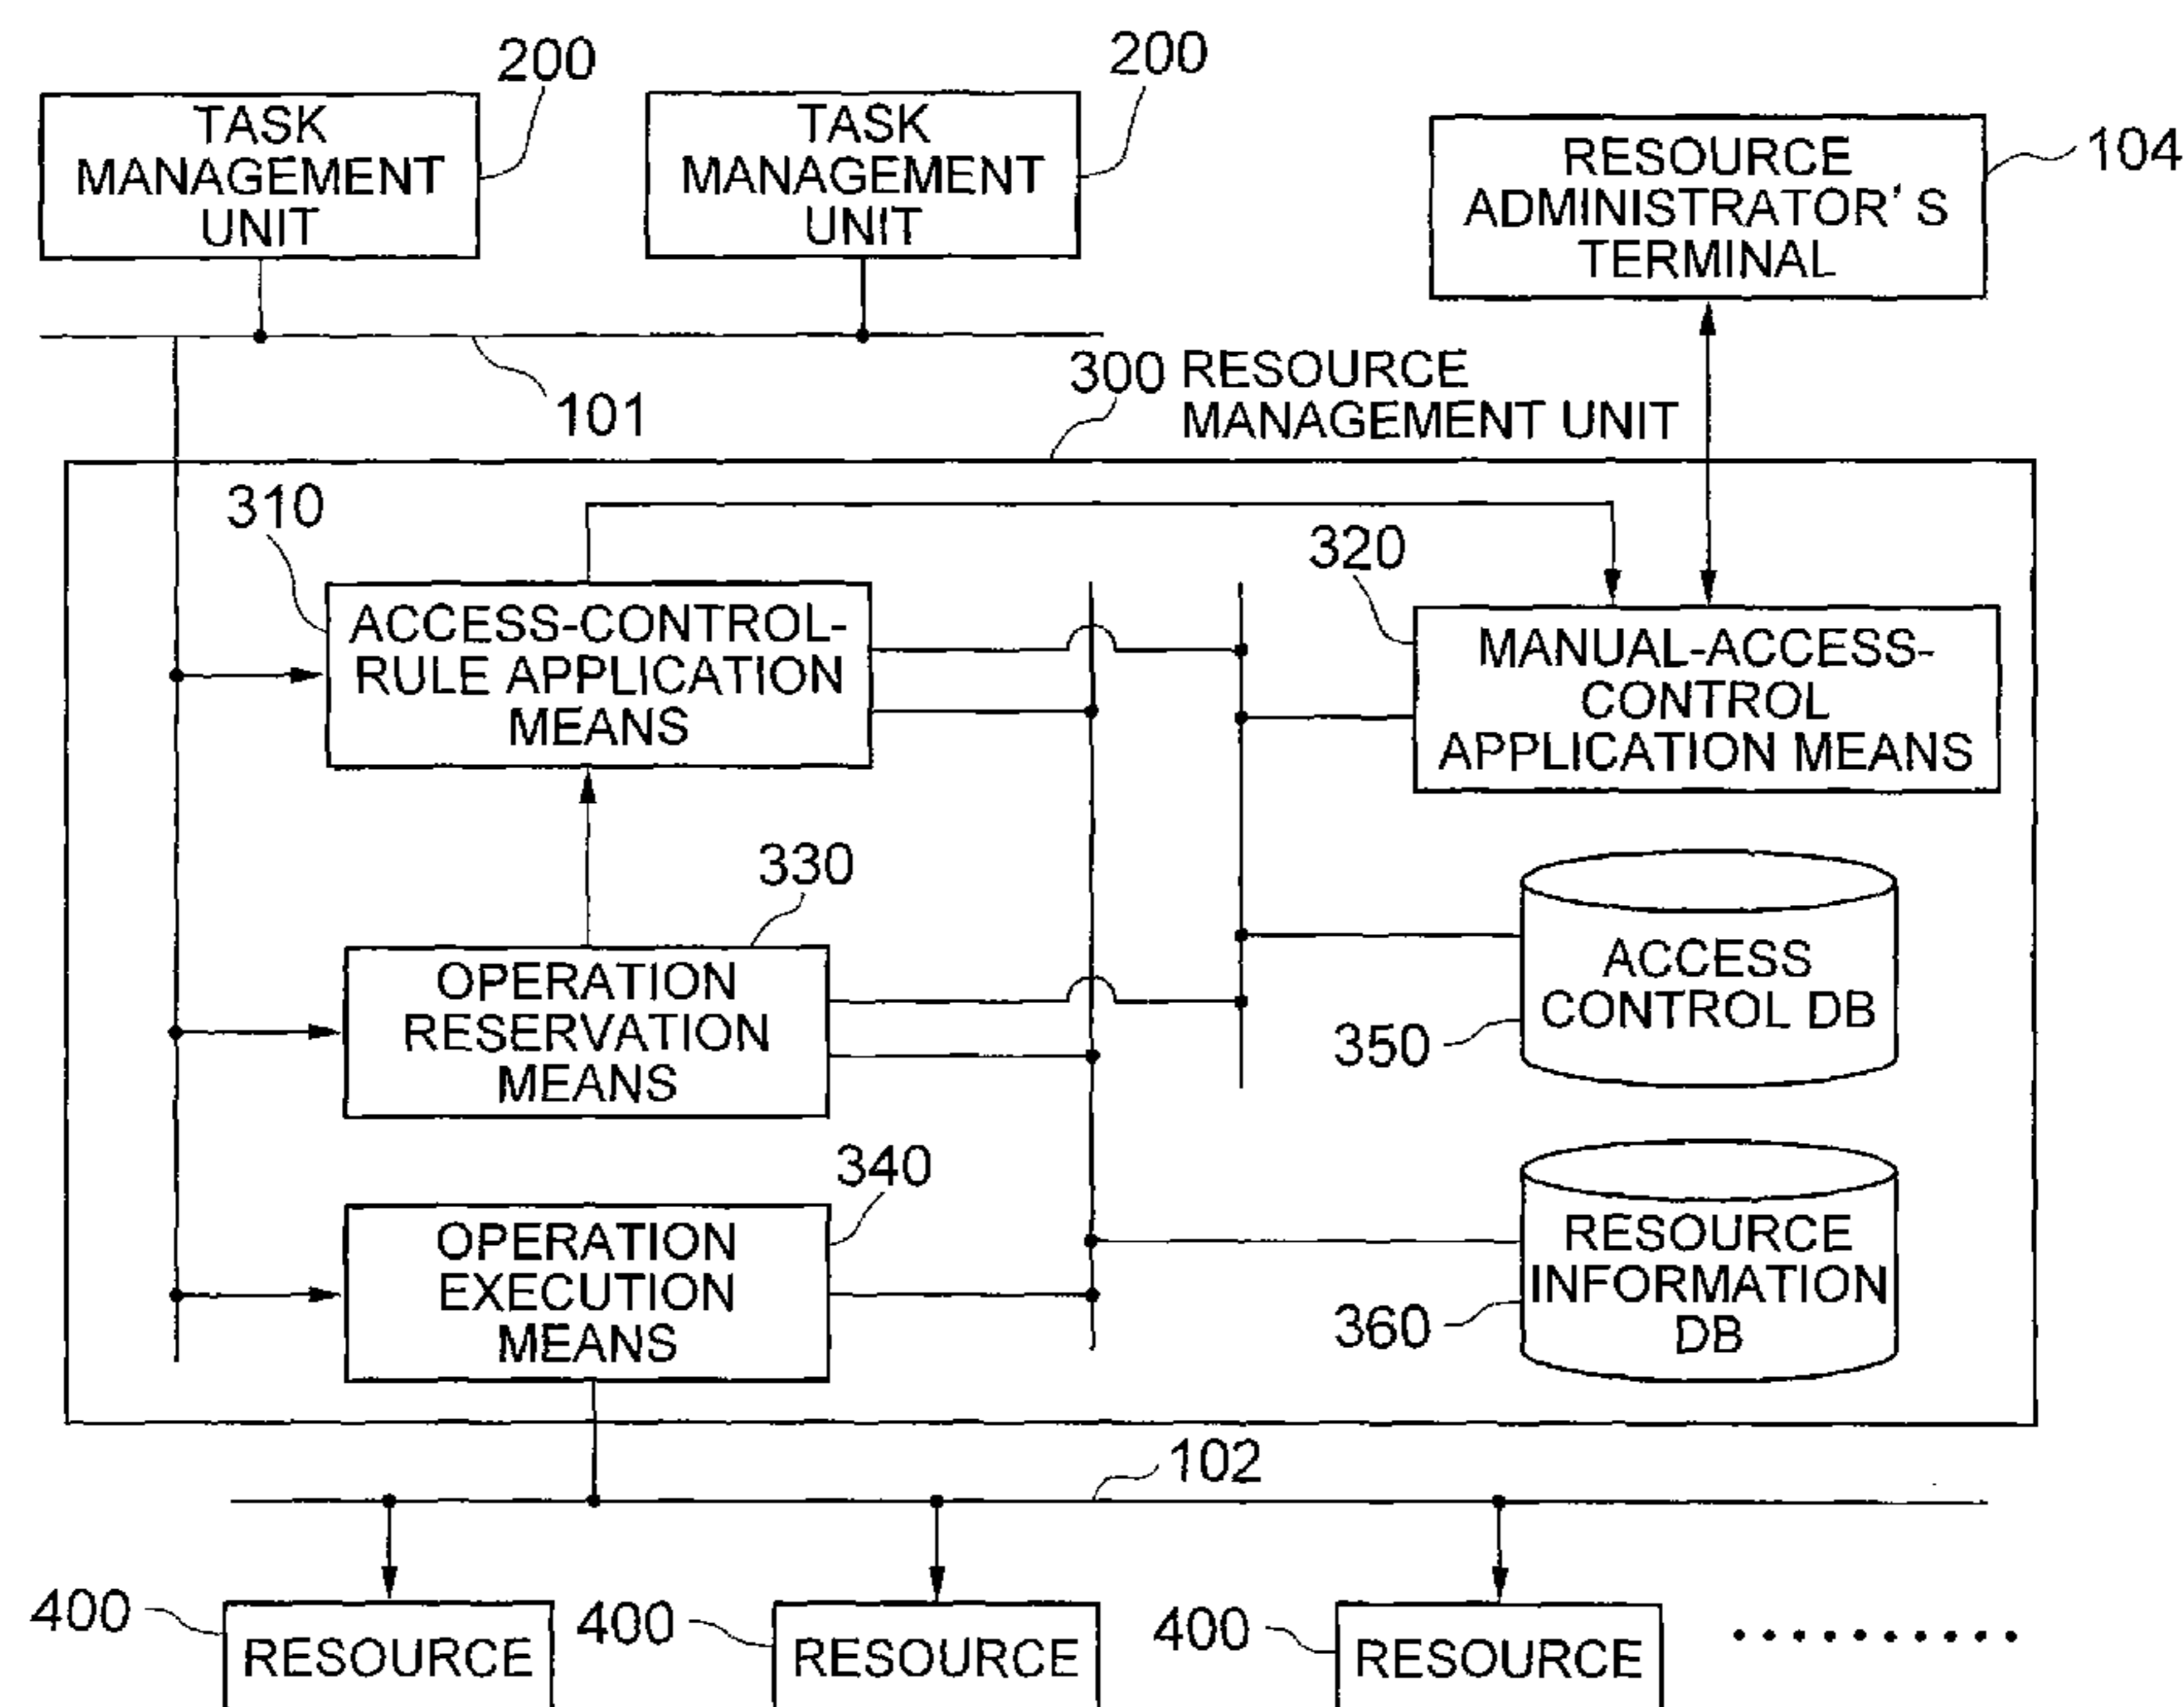 200
200
TASK
MANAGEMENT
UNIT
TASK
MANAGEMENT
UNIT
RESOURCE
ADMINISTRATOR'S
TERMINAL
104
101
300 RESOURCE
MANAGEMENT UNIT
310
320
ACCESS-CONTROL-
RULE APPLICATION
MEANS
MANUAL-ACCESS-
CONTROL
APPLICATION MEANS
330
OPERATION
RESERVATION
MEANS
ACCESS
CONTROL DB
350
340
OPERATION
EXECUTION
MEANS
RESOURCE
INFORMATION
DB
360
102
400
RESOURCE
400
RESOURCE
400
RESOURCE
..........